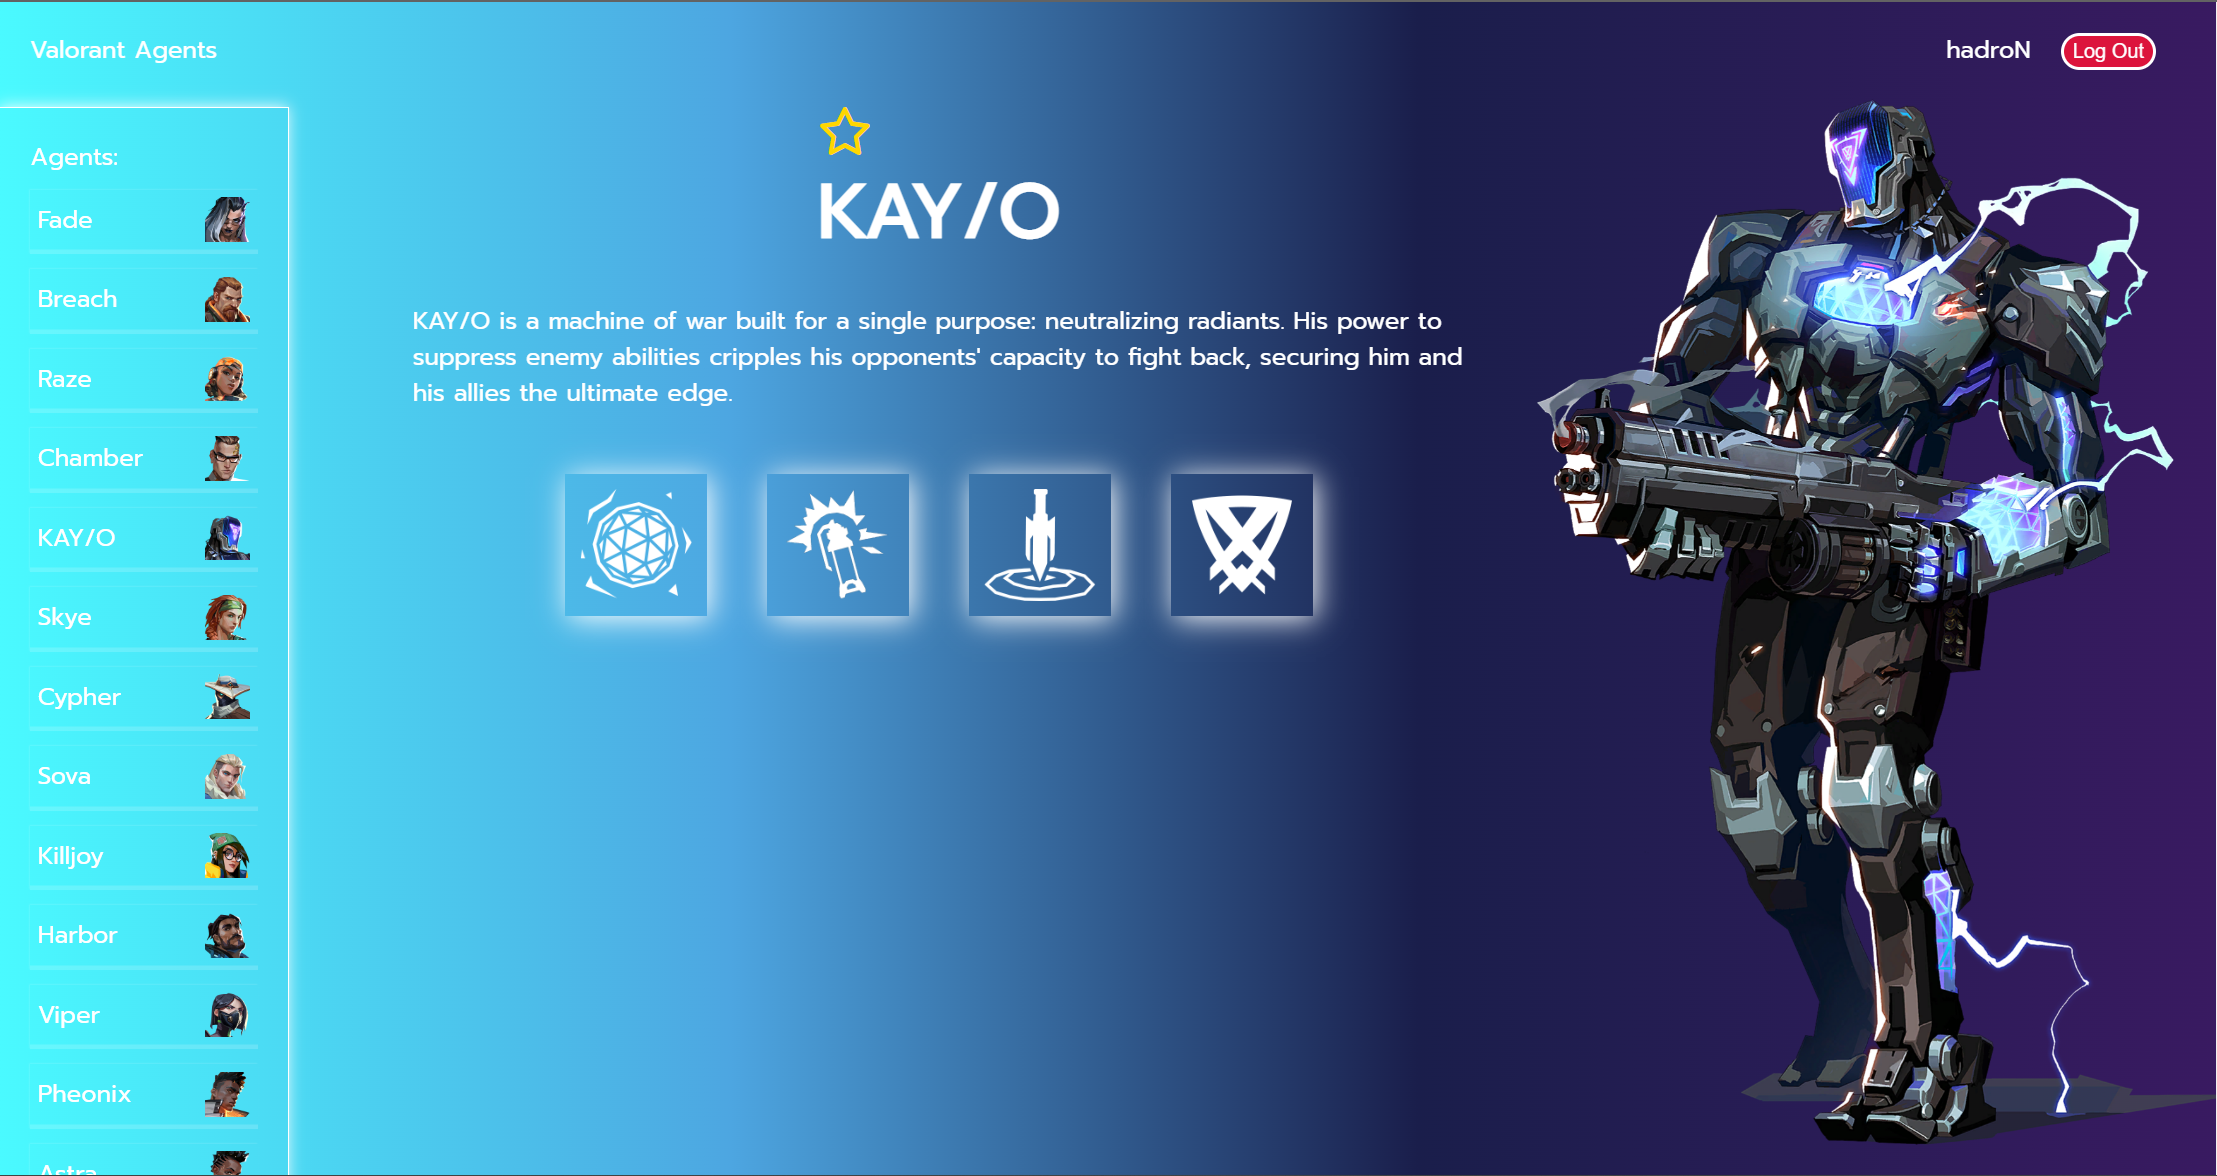 Valorant Agents
hadroN
Log Out
Agents:
Fade
Breach
Raze
Chamber
KAY/O
Skye
Cypher
Sova
Killjoy
Harbor
Viper
Pheonix
Astra
KAY/O
KAY/O is a machine of war built for a single purpose: neutralizing radiants. His power to
suppress enemy abilities cripples his opponents' capacity to fight back, securing him and
his allies the ultimate edge.